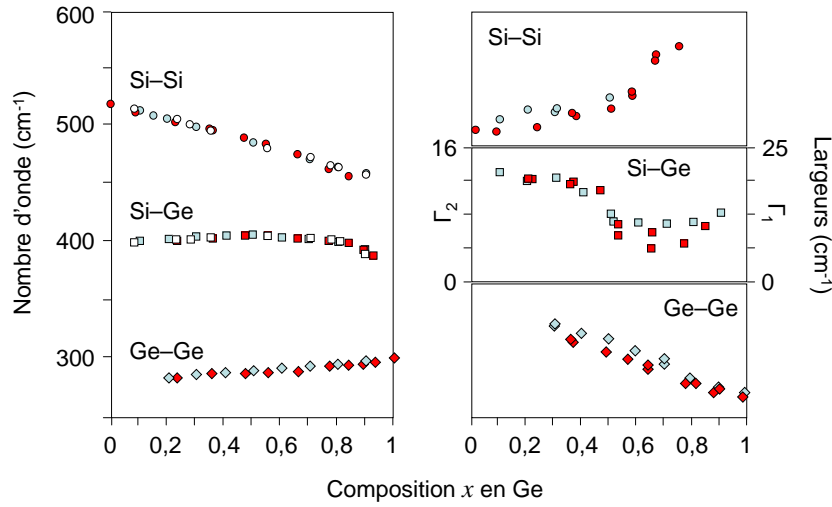 600
500
400
300
Nombre d'onde (cm-1)
Si–Si
Si–Ge
Ge–Ge
0 0,2 0,4 0,6 0,8 1
Si–Si
Si–Ge
Ge–Ge
16
8
0
Γ2
25
12
0
Γ1
Largeurs (cm-1)
0 0,2 0,4 0,6 0,8 1
Composition x en Ge